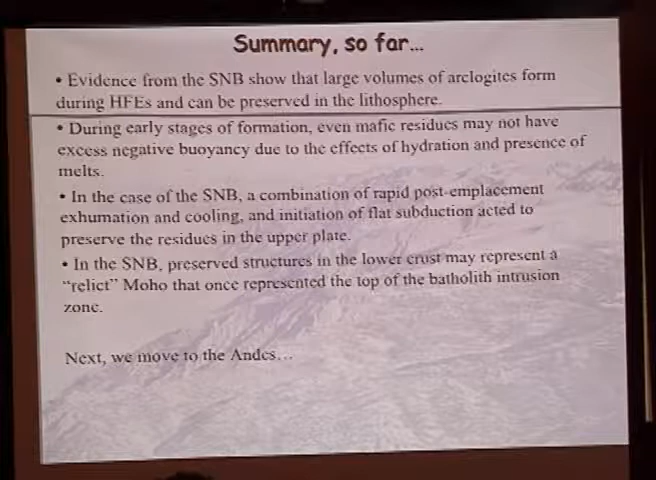 Summary, so far...
• Evidence from the SNB show that large volumes of arclogites form
during HFEs and can be preserved in the lithosphere.
• During early stages of formation, even mafic residues may not have
excess negative buoyancy due to the effects of hydration and presence of
melts.
• In the case of the SNB, a combination of rapid post-emplacement
exhumation and cooling, and initiation of flat subduction acted to
preserve the residues in the upper plate.
• In the SNB, preserved structures in the lower crust may represent a
"relict" Moho that once represented the top of the batholith intrusion
zone.
Next, we move to the Andes...